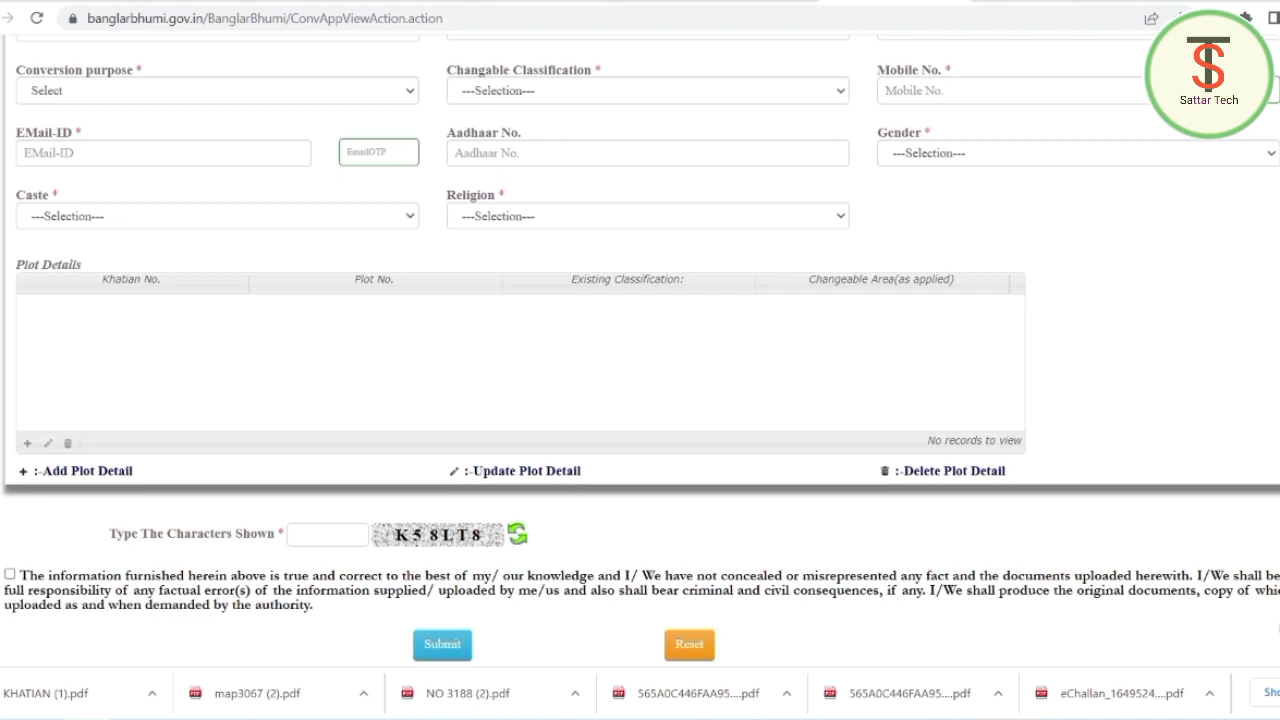 banglarbhumi.gov.in/BanglarBhumi/ConvAppViewAction.action
Sattar Tech
Conversion purpose *
Changable Classification *
Mobile No. *
Select
---Selection---
Mobile No.
EMail-ID *
Aadhaar No.
Gender *
EMail-ID
EmailOTP
Aadhaar No.
---Selection---
Caste *
Religion *
---Selection---
---Selection---
Plot Details
Khatian No.
Plot No.
Existing Classification:
Changeable Area(as applied)
No records to view
+ :-Add Plot Detail
:-Update Plot Detail
:-Delete Plot Detail
Type The Characters Shown *
K5 8LT8
The information furnished herein above is true and correct to the best of my/ our knowledge and I/ We have not concealed or misrepresented any fact and the documents uploaded herewith. I/We shall be
full responsibility of any factual error(s) of the information supplied/ uploaded by me/us and also shall bear criminal and civil consequences, if any. I/We shall produce the original documents, copy of whi
uploaded as and when demanded by the authority.
Submit
Reset
KHATIAN (1).pdf
map3067 (2).pdf
NO 3188 (2).pdf
565A0C446FAA95....pdf
565A0C446FAA95....pdf
eChallan_1649524....pdf
Sho